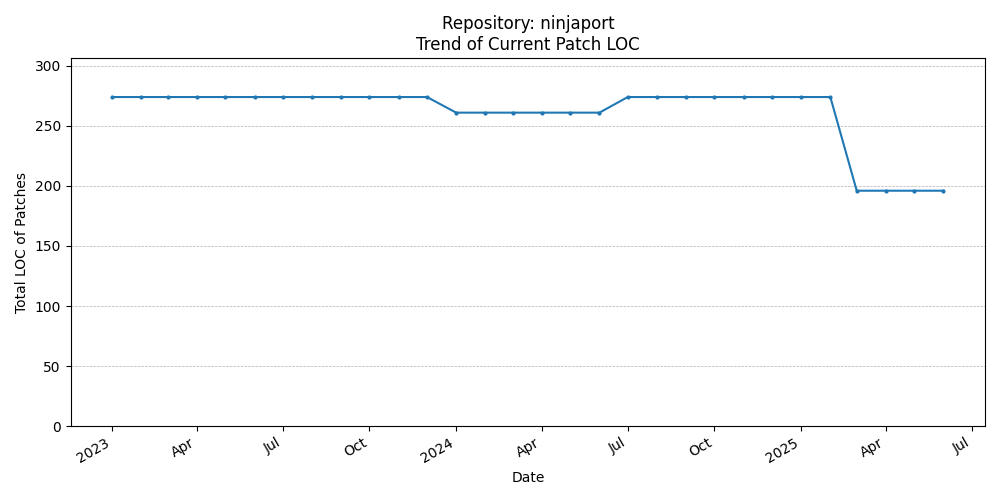 Repository: ninjaport
Trend of Current Patch LOC
300
250
200
150
100
50
0
Total LOC of Patches
2023
Apr
Jul
Oct
2024
Apr
Jul
Oct
2025
Apr
Jul
Date